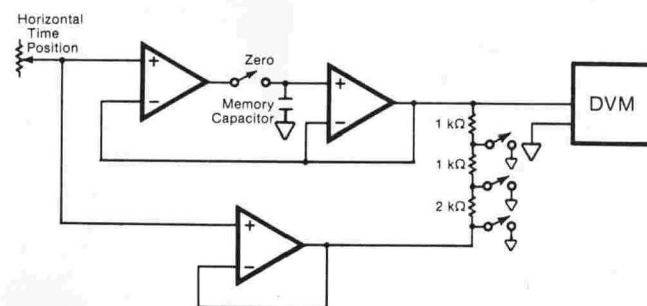 Horizontal
Time
Position
+
−
Zero
Memory
Capacitor
+
−
1 kΩ
1 kΩ
2 kΩ
DVM
+
−